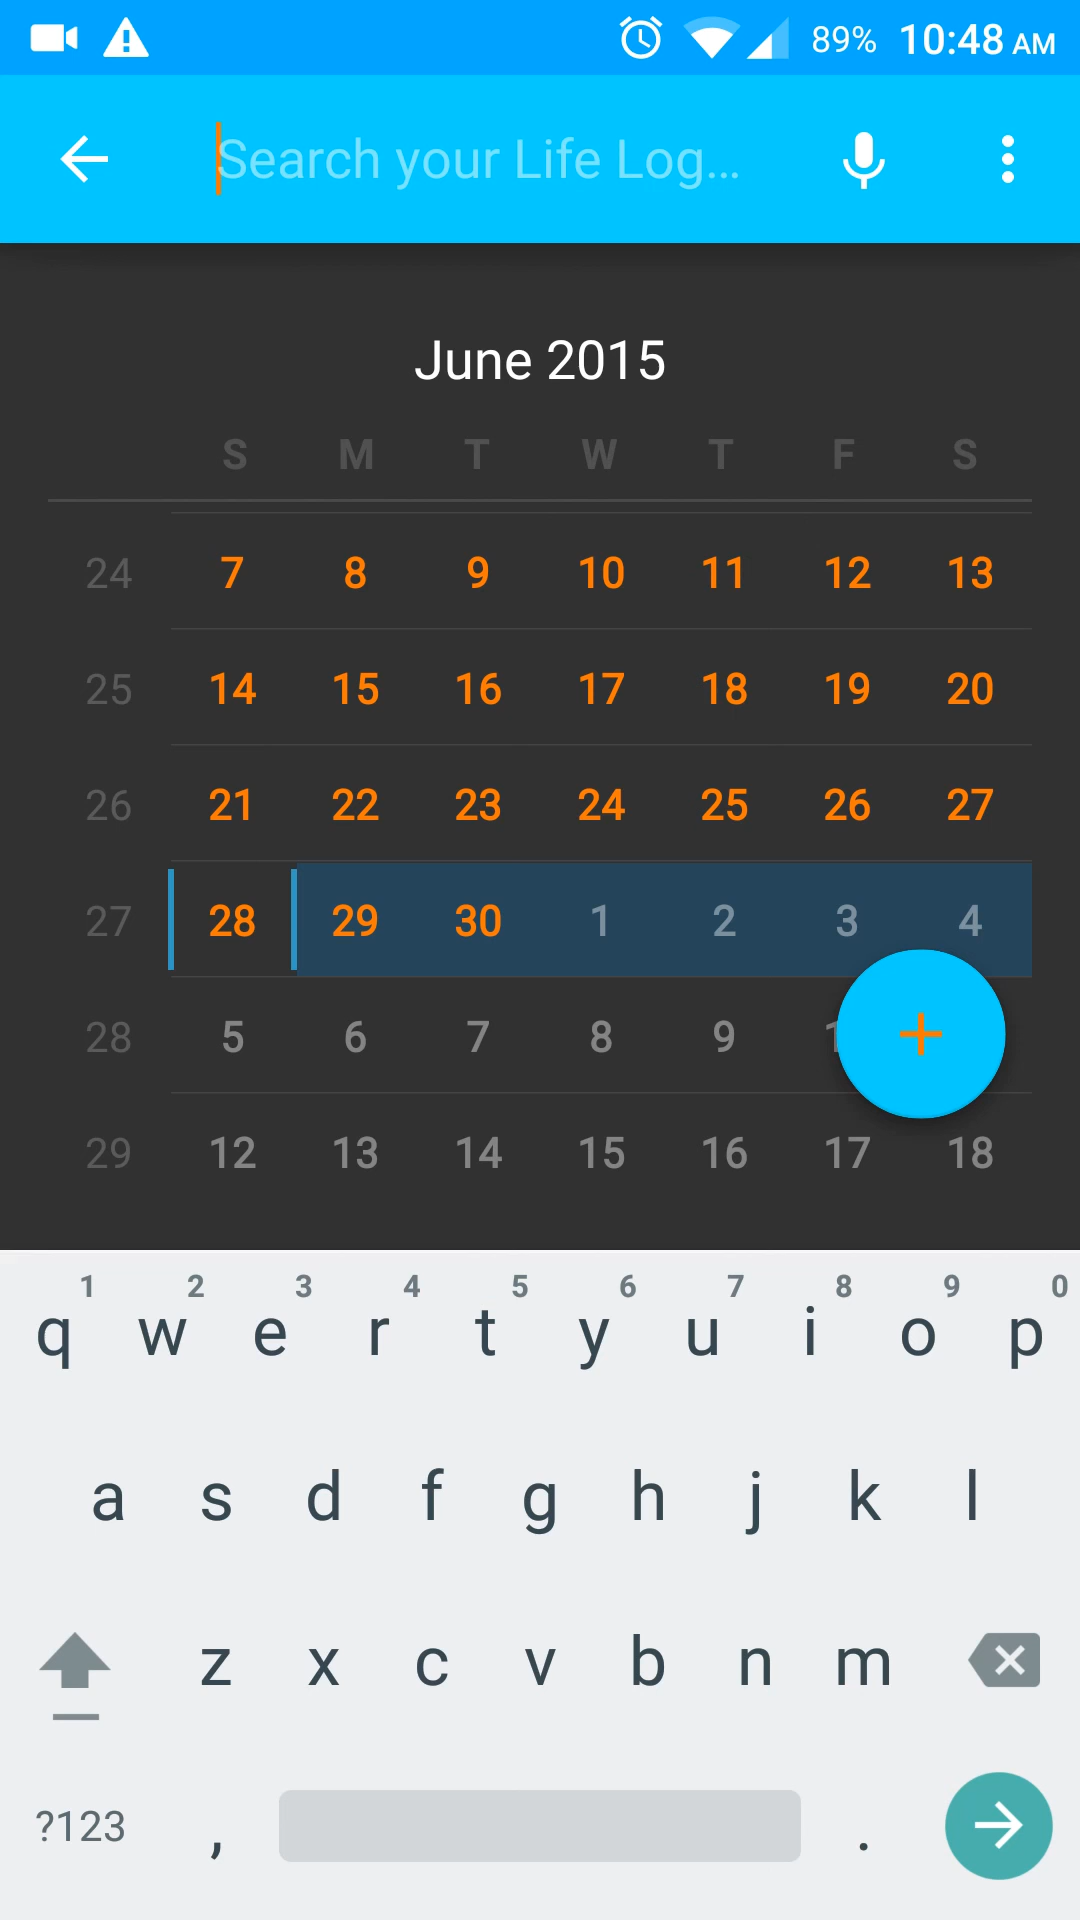 89% 10:48 AM
Search your Life Log...
June 2015
S M T W T F S
24 7 8 9 10 11 12 13
25 14 15 16 17 18 19 20
26 21 22 23 24 25 26 27
27 28 29 30 1 2 3 4
28 5 6 7 8 9
29 12 13 14 15 16 17 18
1 2 3 4 5 6 7 8 9 0
q w e r t y u i o p
a s d f g h j k l
z x c v b n m
?123 , .